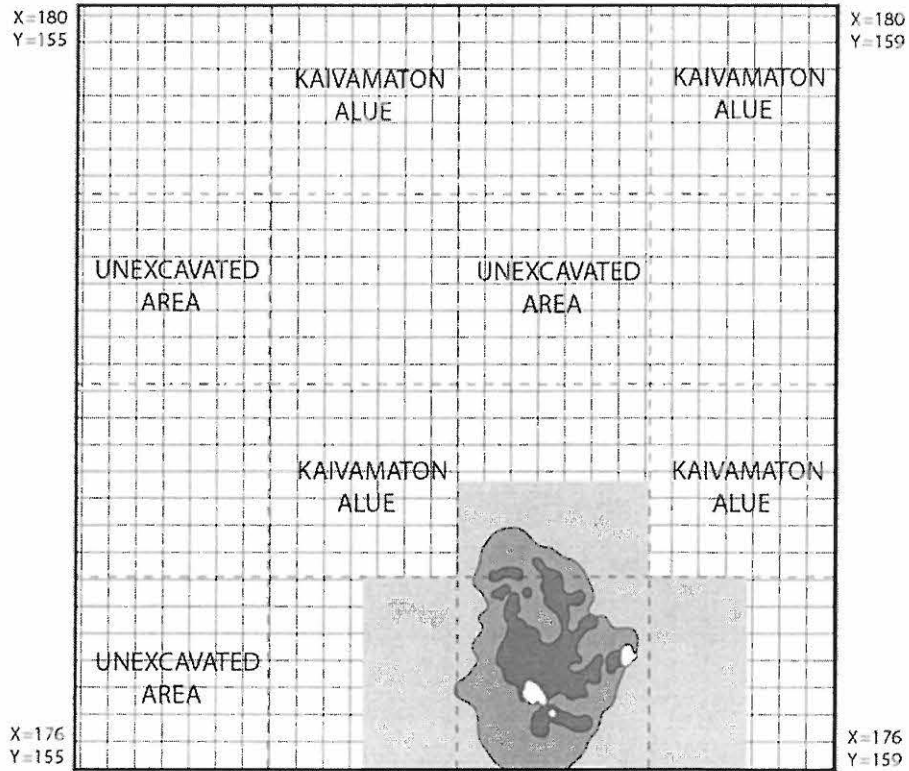 X=180
Y=155
X=180
Y=159
KAIVAMATON
ALUE
KAIVAMATON
ALUE
UNEXCAVATED
AREA
UNEXCAVATED
AREA
KAIVAMATON
ALUE
KAIVAMATON
ALUE
UNEXCAVATED
AREA
X=176
Y=155
X=176
Y=159